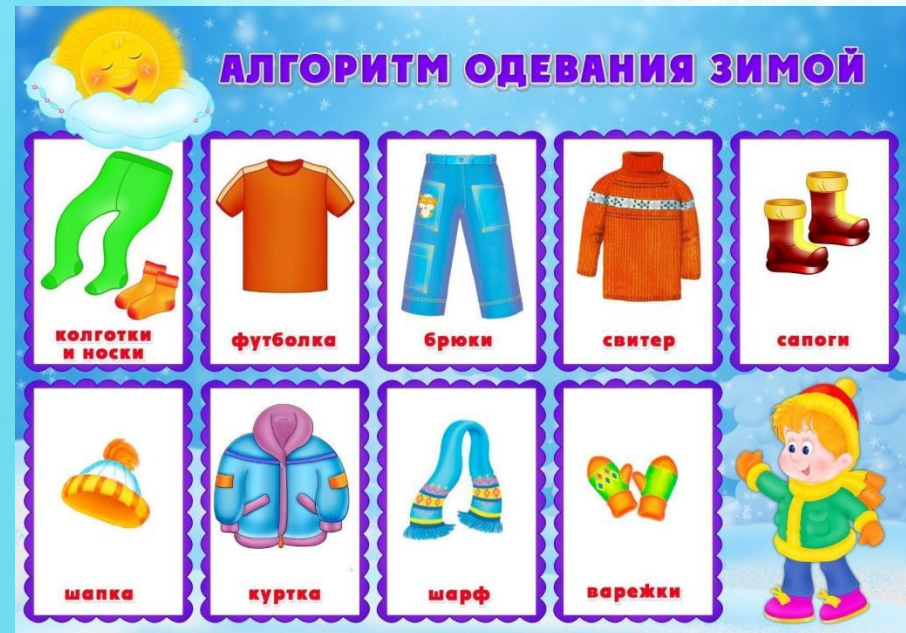 АЛГОРИТМ ОДЕВАНИЯ ЗИМОЙ
колготки
и носки
футболка
брюки
свитер
сапоги
шапка
куртка
шарф
варежки